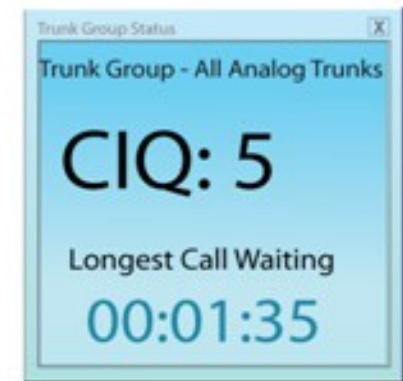 Trunk Group Status X
Trunk Group - All Analog Trunks
CIQ: 5
Longest Call Waiting
00:01:35